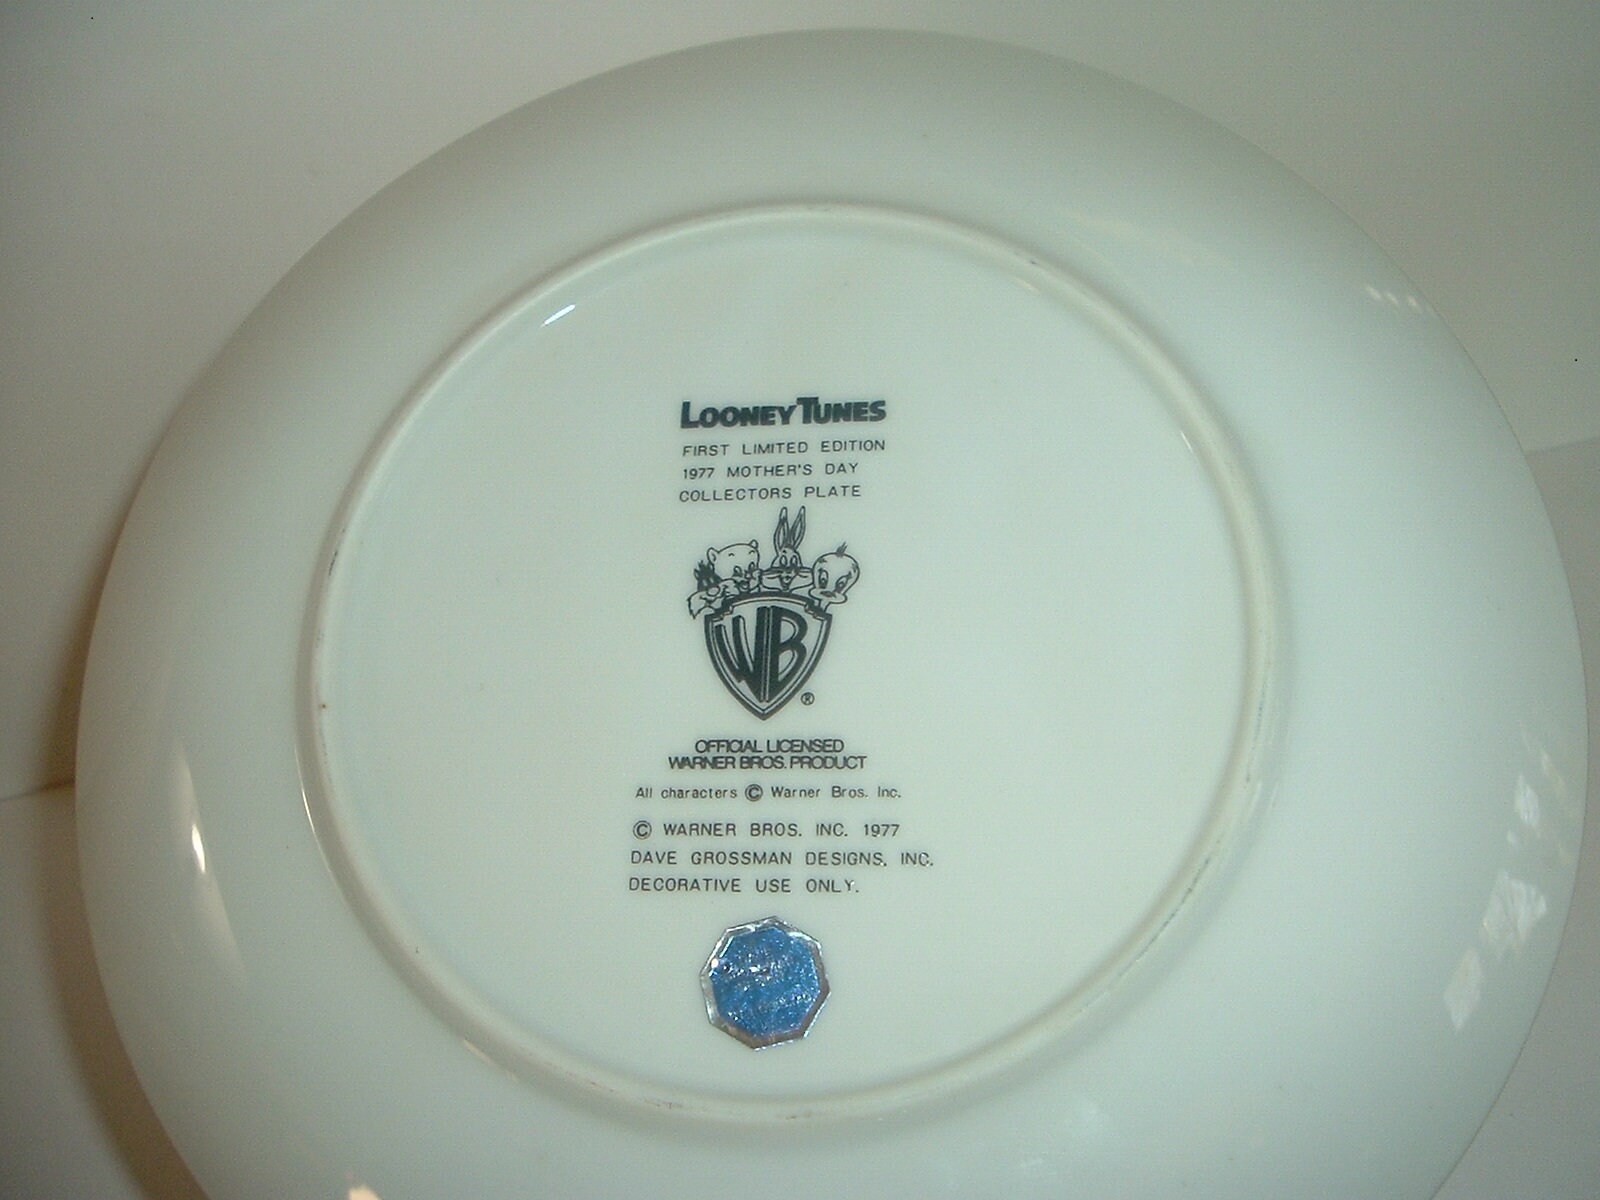 LOONEY TUNES
FIRST LIMITED EDITION
1977 MOTHER'S DAY
COLLECTORS PLATE
WB ®
OFFICIAL LICENSED
WARNER BROS. PRODUCT
All characters © Warner Bros. Inc.
© WARNER BROS. INC. 1977
DAVE GROSSMAN DESIGNS, INC.
DECORATIVE USE ONLY.